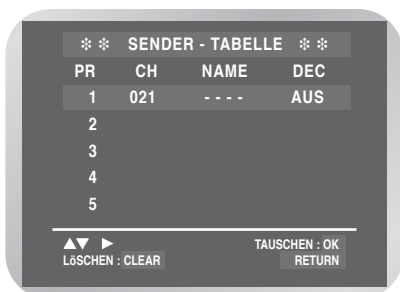 ❇ ❇ SENDER - TABELLE ❇ ❇
PR CH NAME DEC
1 021 - - - - AUS
2
3
4
5
▲▼ ► TAUSCHEN : OK
LöSCHEN : CLEAR RETURN